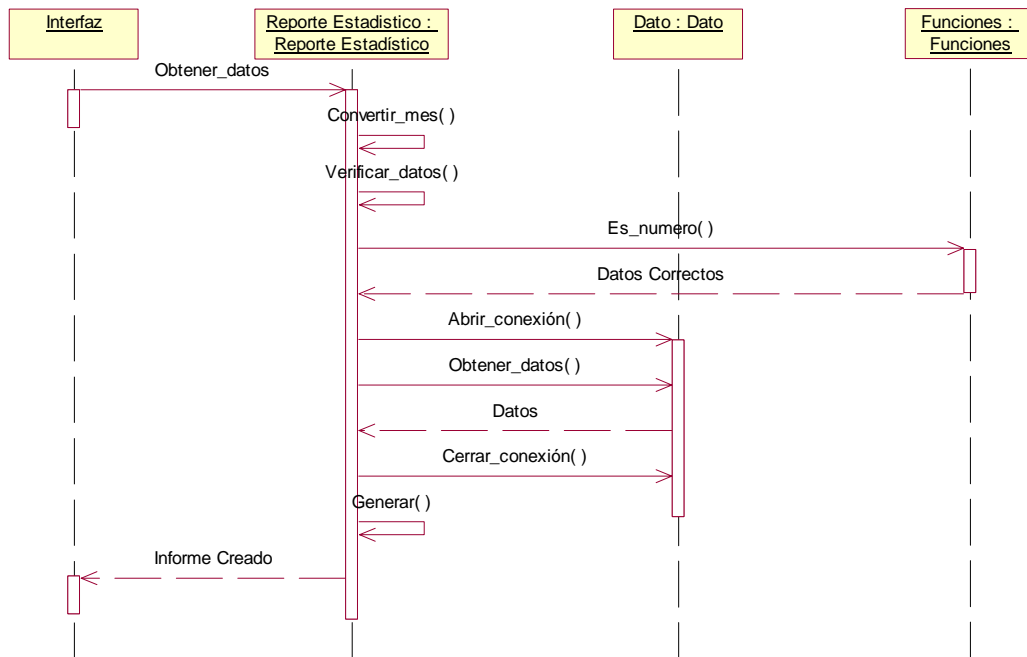 Interfaz
Reporte Estadistico :
Reporte Estadístico
Dato : Dato
Funciones :
Funciones
Obtener_datos
Convertir_mes( )
Verificar_datos( )
Es_numero( )
Datos Correctos
Abrir_conexión( )
Obtener_datos( )
Datos
Cerrar_conexión( )
Generar( )
Informe Creado